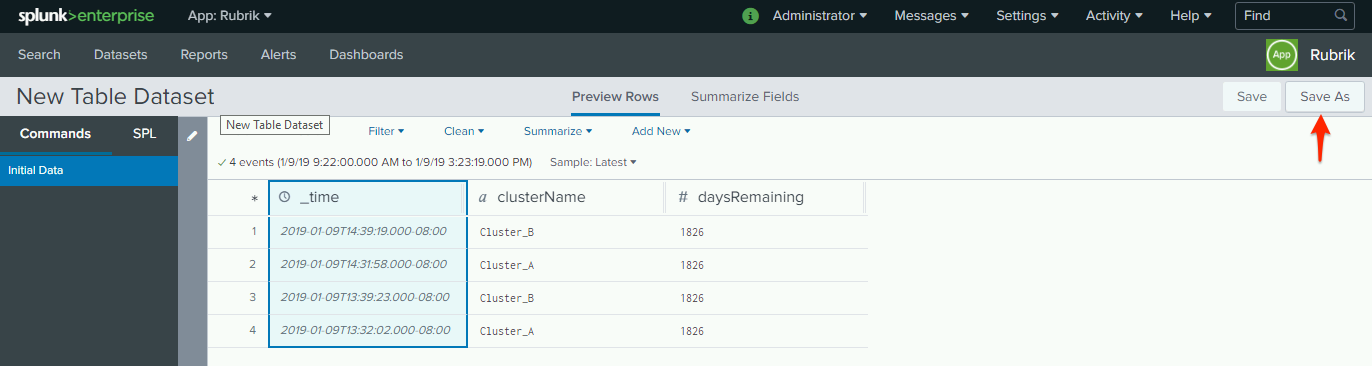 splunk>enterprise App: Rubrik Administrator Messages Settings Activity Help Find
Search Datasets Reports Alerts Dashboards App Rubrik
New Table Dataset Preview Rows Summarize Fields Save Save As
Commands SPL New Table Dataset Filter Clean Summarize Add New
Initial Data 4 events (1/9/19 9:22:00.000 AM to 1/9/19 3:23:19.000 PM) Sample: Latest
* _time a clusterName # daysRemaining
1 2019-01-09T14:39:19.000-08:00 Cluster_B 1826
2 2019-01-09T14:31:58.000-08:00 Cluster_A 1826
3 2019-01-09T13:39:23.000-08:00 Cluster_B 1826
4 2019-01-09T13:32:02.000-08:00 Cluster_A 1826